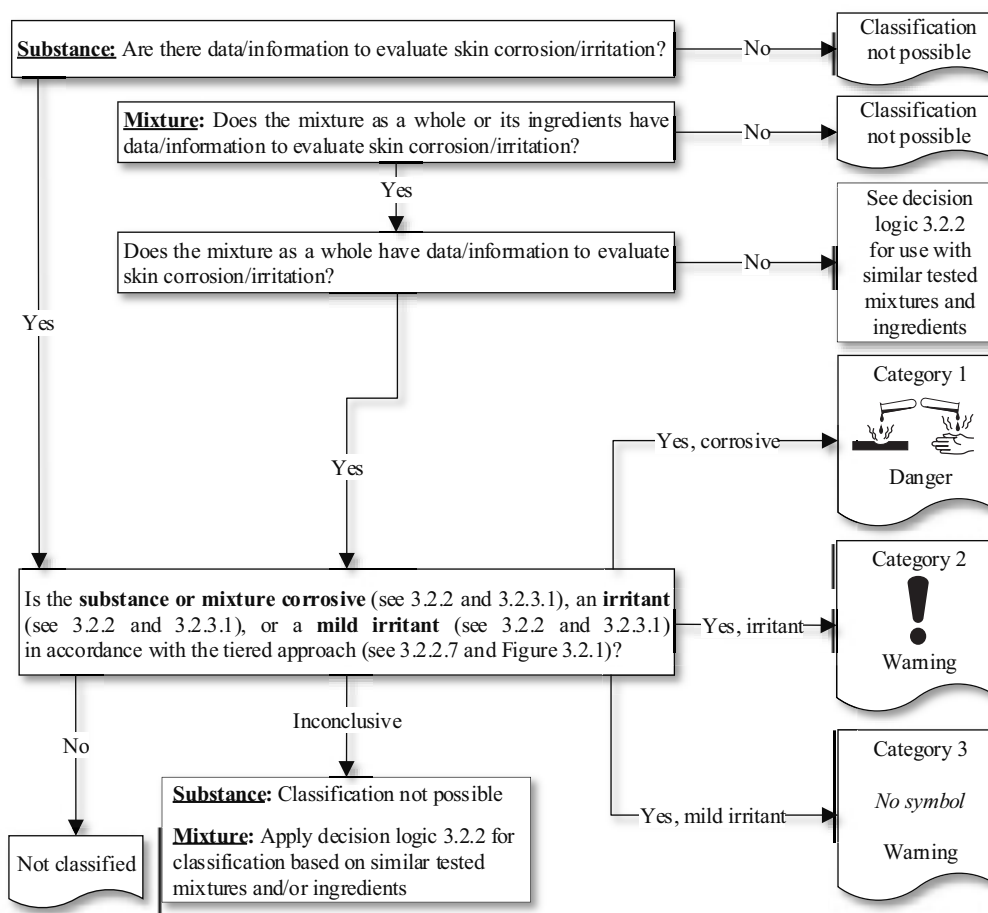 Substance: Are there data/information to evaluate skin corrosion/irritation?
No
Classification
not possible
Mixture: Does the mixture as a whole or its ingredients have
data/information to evaluate skin corrosion/irritation?
No
Classification
not possible
Yes
Does the mixture as a whole have data/information to evaluate
skin corrosion/irritation?
No
See decision
logic 3.2.2
for use with
similar tested
mixtures and
ingredients
Yes
Yes
Yes, corrosive
Category 1
Danger
Is the substance or mixture corrosive (see 3.2.2 and 3.2.3.1), an irritant
(see 3.2.2 and 3.2.3.1), or a mild irritant (see 3.2.2 and 3.2.3.1)
in accordance with the tiered approach (see 3.2.2.7 and Figure 3.2.1)?
Yes, irritant
Category 2
Warning
No
Inconclusive
Yes, mild irritant
Category 3
No symbol
Warning
Not classified
Substance: Classification not possible
Mixture: Apply decision logic 3.2.2 for
classification based on similar tested
mixtures and/or ingredients